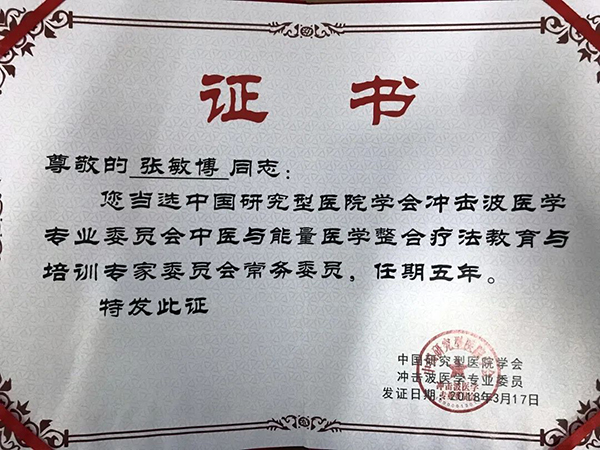 证书
尊敬的 张敏博 同志：
您当选中国研究型医院学会冲击波医学
专业委员会中医与能量医学整合疗法教育与
培训专家委员会常务委员，任期五年。
特发此证
中国研究型医院学会
冲击波医学专业委员
发证日期：2018年3月17日